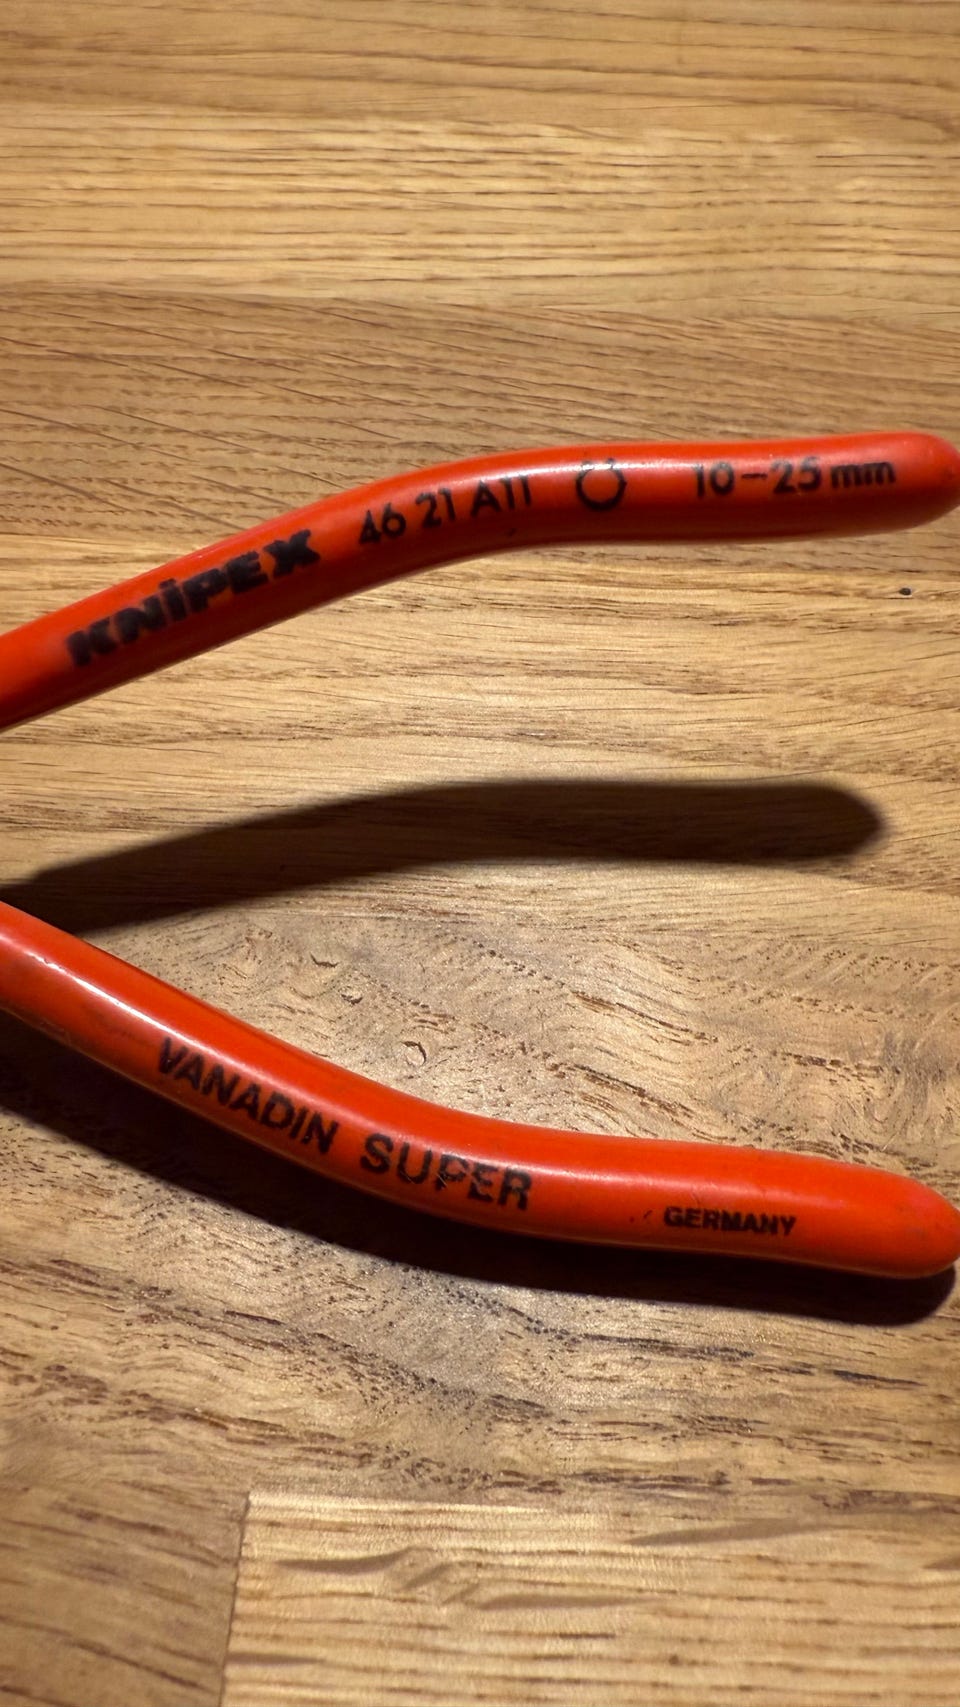 KNIPEX 46 21 A11 10-25 mm
VANADIN SUPER GERMANY